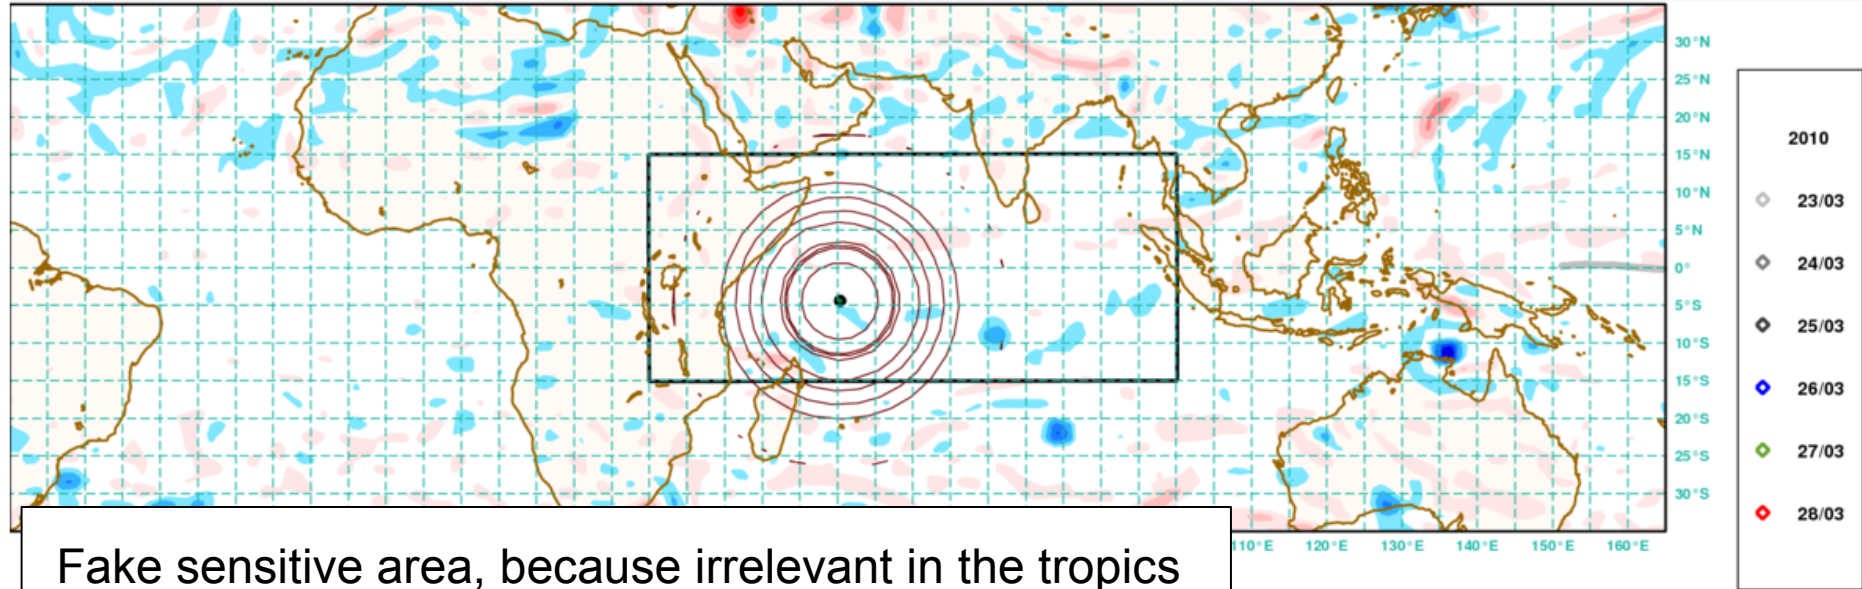 30°N
25°N
20°N
15°N
10°N
5°N
0°
5°S
10°S
15°S
20°S
25°S
30°S
110°E 120°E 130°E 140°E 150°E 160°E
2010
23/03
24/03
25/03
26/03
27/03
28/03
Fake sensitive area, because irrelevant in the tropics